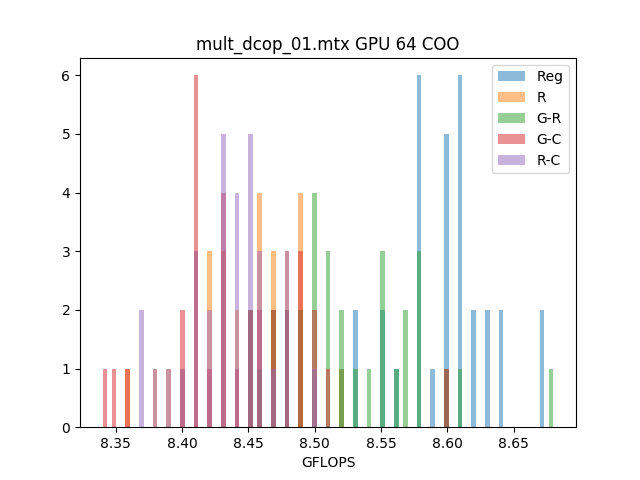 mult_dcop_01.mtx GPU 64 COO
6
5
4
3
2
1
0
Reg
R
G-R
G-C
R-C
8.35 8.40 8.45 8.50 8.55 8.60 8.65
GFLOPS